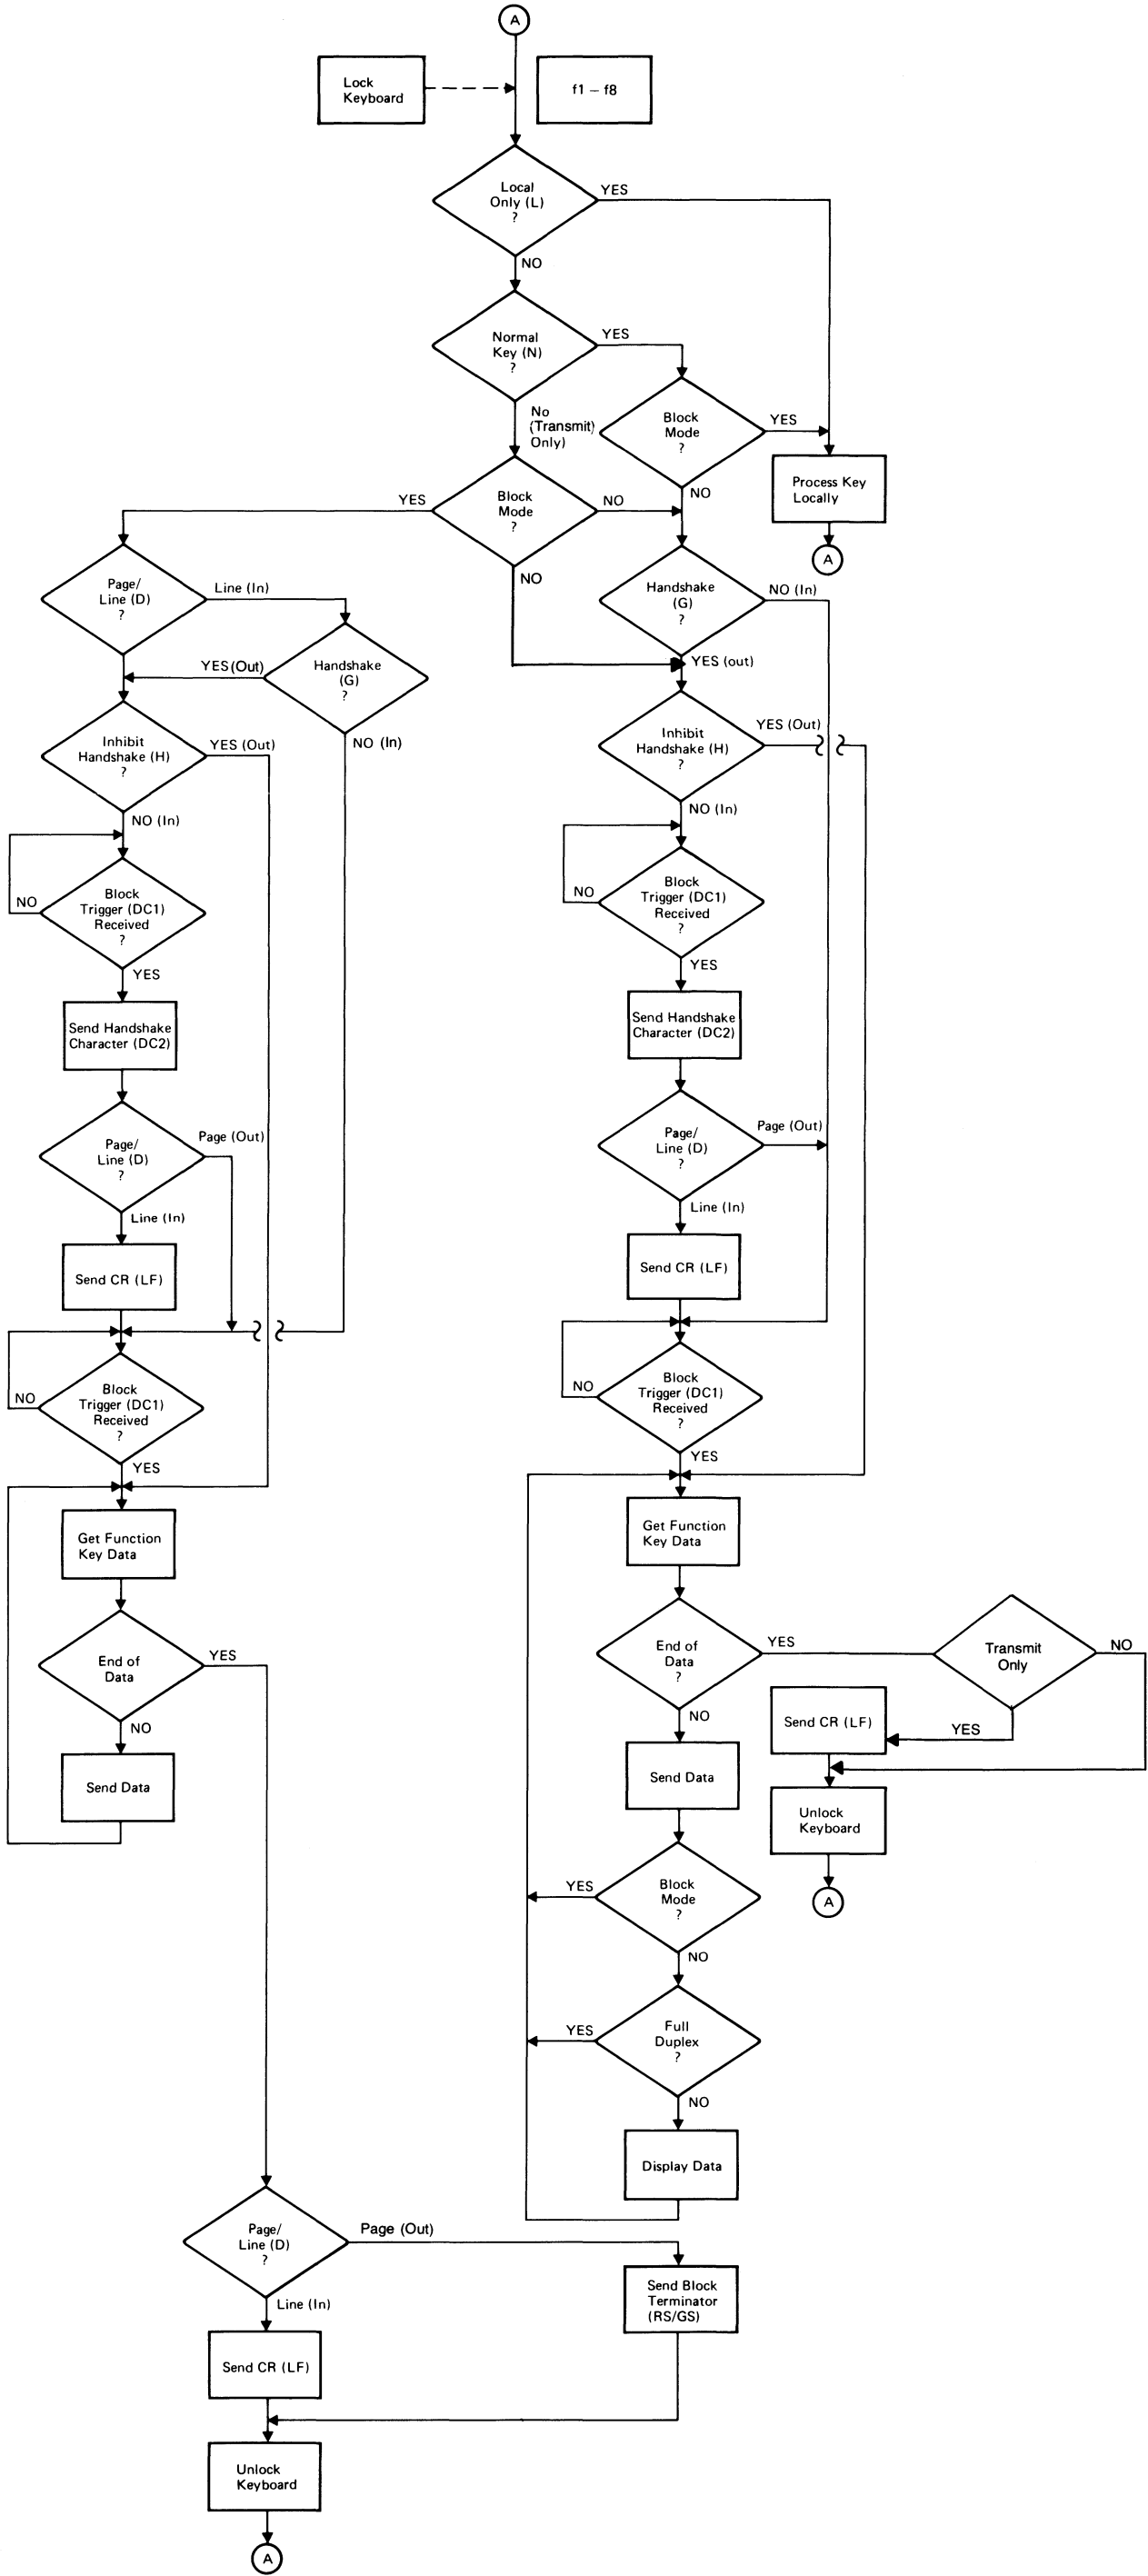 A
Lock
Keyboard
f1 – f8
Local
Only (L)
?
YES
NO
Normal
Key (N)
?
YES
No
(Transmit)
Only)
Block
Mode
?
YES
NO
Process Key
Locally
A
Block
Mode
?
YES
NO
NO
Page/
Line (D)
?
Line (In)
Handshake
(G)
?
YES (Out)
NO (In)
Inhibit
Handshake (H)
?
YES (Out)
NO (In)
Block
Trigger (DC1)
Received
?
NO
YES
Send Handshake
Character (DC2)
Page/
Line (D)
?
Page (Out)
Line (In)
Send CR (LF)
Block
Trigger (DC1)
Received
?
NO
YES
Get Function
Key Data
End of
Data
YES
NO
Send Data
Handshake
(G)
?
NO (In)
YES (out)
Inhibit
Handshake (H)
?
YES (Out)
NO (In)
Block
Trigger (DC1)
Received
?
NO
YES
Send Handshake
Character (DC2)
Page/
Line (D)
?
Page (Out)
Line (In)
Send CR (LF)
Block
Trigger (DC1)
Received
?
NO
YES
Get Function
Key Data
End of
Data
?
YES
NO
Transmit
Only
NO
YES
Send CR (LF)
Unlock
Keyboard
A
Send Data
Block
Mode
?
YES
NO
Full
Duplex
?
YES
NO
Display Data
Page/
Line (D)
?
Page (Out)
Line (In)
Send Block
Terminator
(RS/GS)
Send CR (LF)
Unlock
Keyboard
A